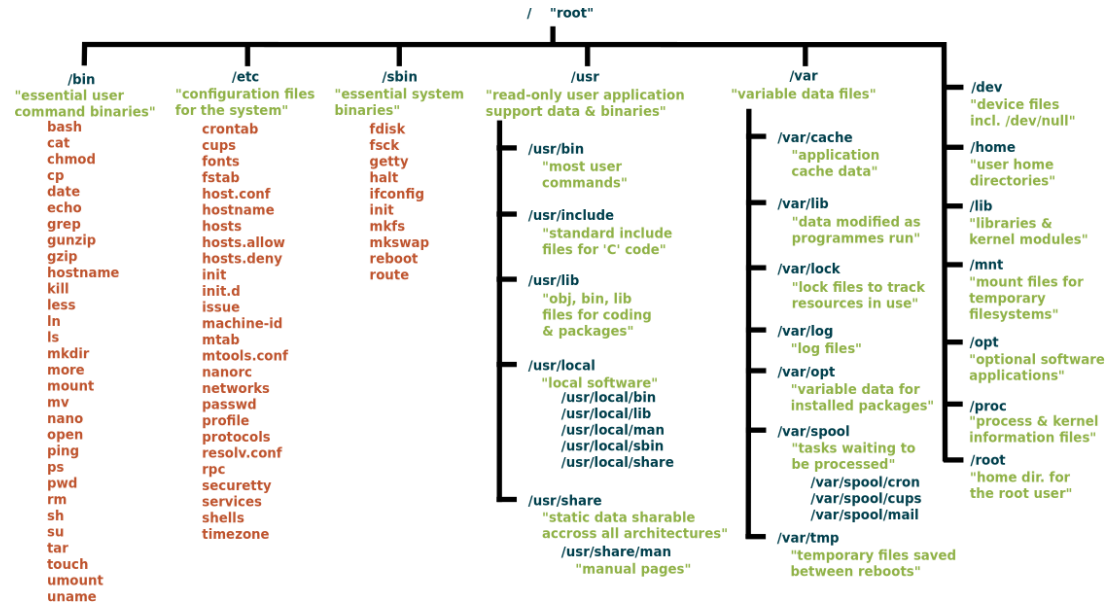 / "root"
/bin
"essential user
command binaries"
bash
cat
chmod
cp
date
echo
grep
gunzip
gzip
hostname
kill
less
ln
ls
mkdir
more
mount
mv
nano
open
ping
ps
pwd
rm
sh
su
tar
touch
umount
uname
/etc
"configuration files
for the system"
crontab
cups
fonts
fstab
host.conf
hostname
hosts
hosts.allow
hosts.deny
init
init.d
issue
machine-id
mtab
mtools.conf
nanorc
networks
passwd
profile
protocols
resolv.conf
rpc
securetty
services
shells
timezone
/sbin
"essential system
binaries"
fdisk
fsck
getty
halt
ifconfig
init
mkfs
mkswap
reboot
route
/usr
"read-only user application
support data & binaries"
/usr/bin
"most user
commands"
/usr/include
"standard include
files for 'C' code"
/usr/lib
"obj, bin, lib
files for coding
& packages"
/usr/local
"local software"
/usr/local/bin
/usr/local/lib
/usr/local/man
/usr/local/sbin
/usr/local/share
/usr/share
"static data sharable
accross all architectures"
/usr/share/man
"manual pages"
/var
"variable data files"
/var/cache
"application
cache data"
/var/lib
"data modified as
programmes run"
/var/lock
"lock files to track
resources in use"
/var/log
"log files"
/var/opt
"variable data for
installed packages"
/var/spool
"tasks waiting to
be processed"
/var/spool/cron
/var/spool/cups
/var/spool/mail
/var/tmp
"temporary files saved
between reboots"
/dev
"device files
incl. /dev/null"
/home
"user home
directories"
/lib
"libraries &
kernel modules"
/mnt
"mount files for
temporary
filesystems"
/opt
"optional software
applications"
/proc
"process & kernel
information files"
/root
"home dir. for
the root user"